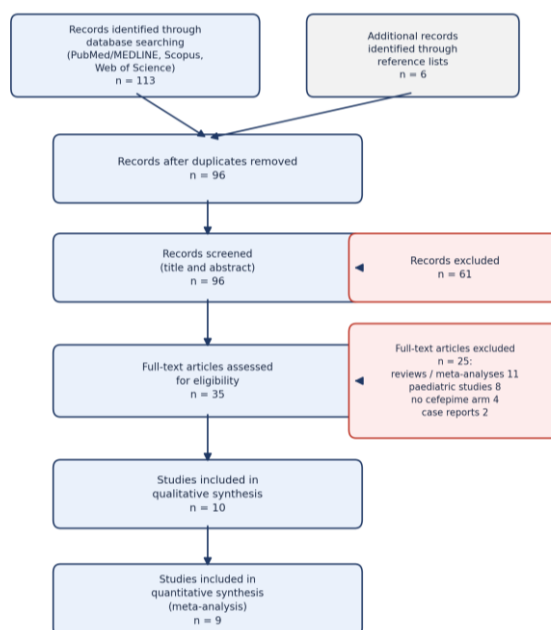 Records identified through
database searching
(PubMed/MEDLINE, Scopus,
Web of Science)
n = 113
Additional records
identified through
reference lists
n = 6
Records after duplicates removed
n = 96
Records screened
(title and abstract)
n = 96
Records excluded
n = 61
Full-text articles assessed
for eligibility
n = 35
Full-text articles excluded
n = 25:
reviews / meta-analyses 11
paediatric studies 8
no cefepime arm 4
case reports 2
Studies included in
qualitative synthesis
n = 10
Studies included in
quantitative synthesis
(meta-analysis)
n = 9